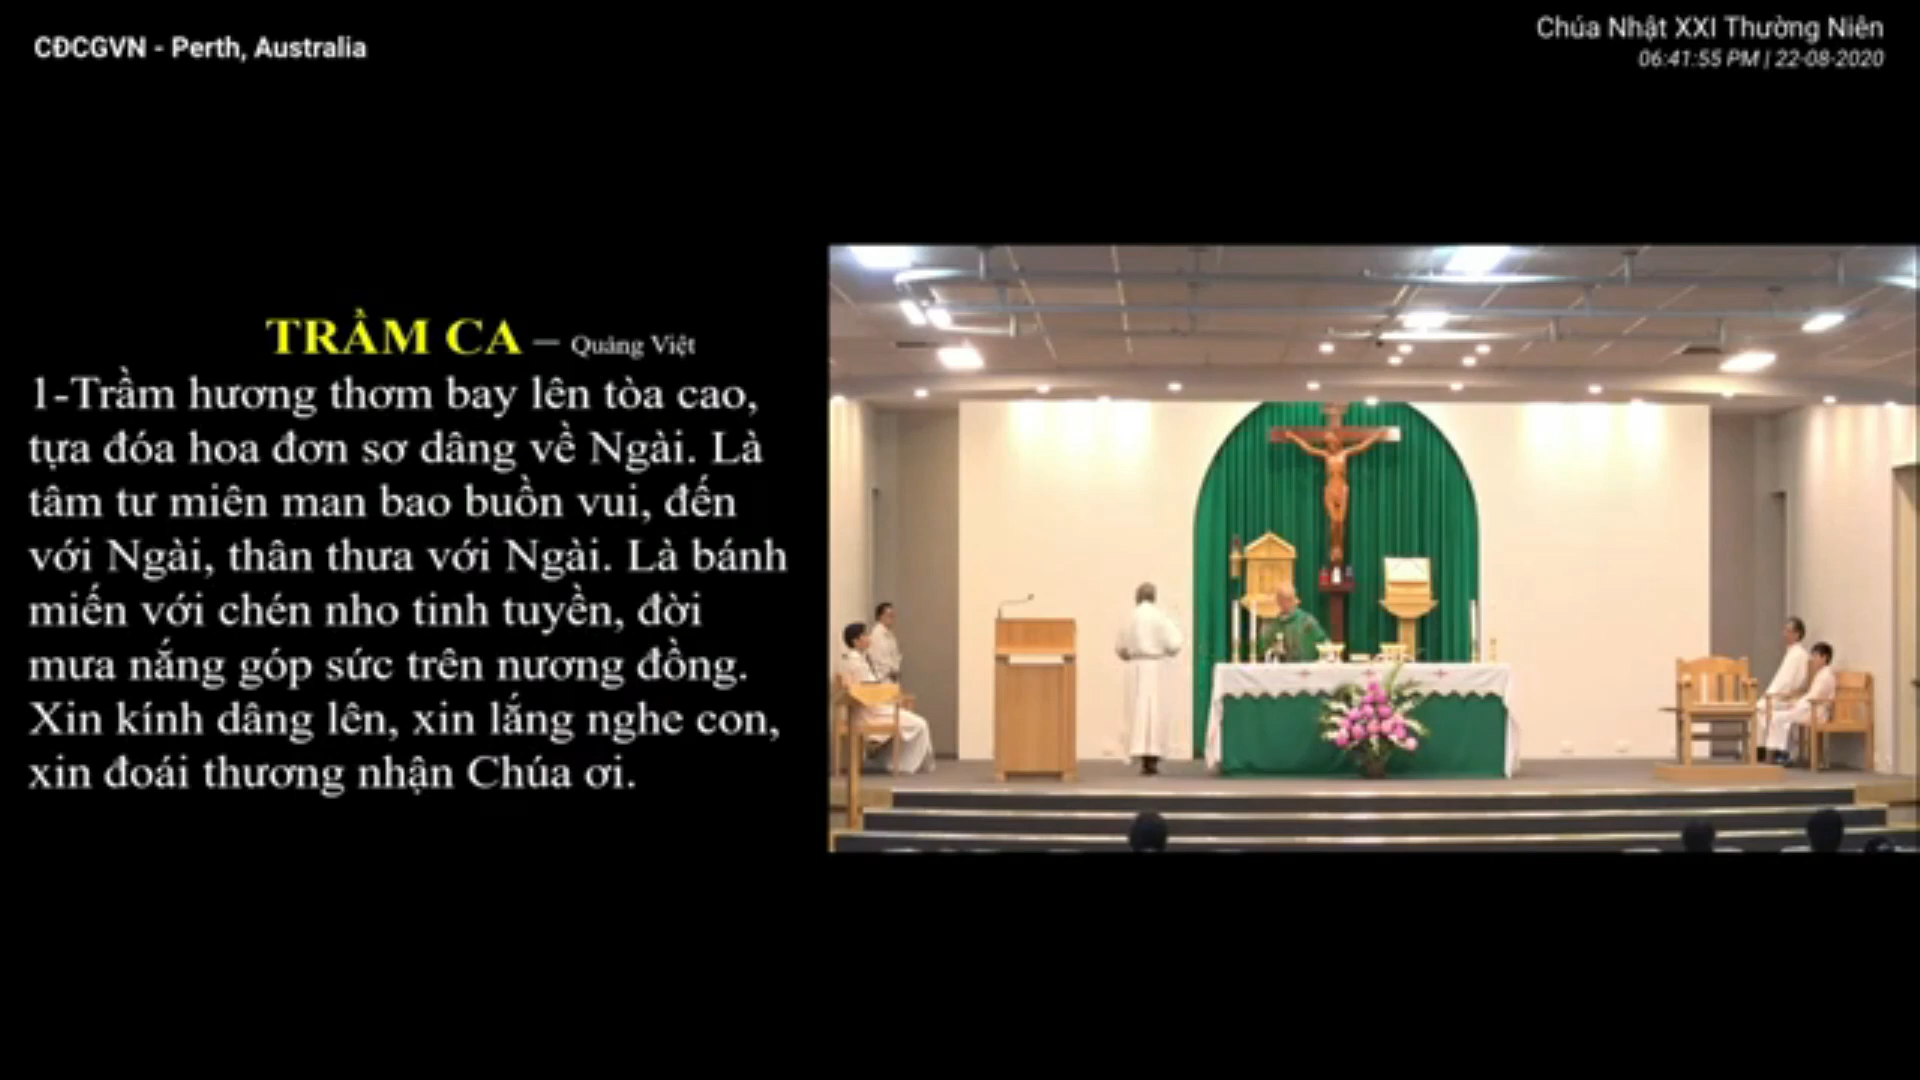 CĐCGVN - Perth, Australia
Chúa Nhật XXI Thường Niên
06:41:55 PM | 22-08-2020
TRẦM CA – Quảng Việt
1-Trầm hương thơm bay lên tòa cao,
tựa đóa hoa đơn sơ dâng về Ngài. Là
tâm tư miên man bao buồn vui, đến
với Ngài, thân thưa với Ngài. Là bánh
miến với chén nho tinh tuyền, đời
mưa nắng góp sức trên nương đồng.
Xin kính dâng lên, xin lắng nghe con,
xin đoái thương nhận Chúa ơi.